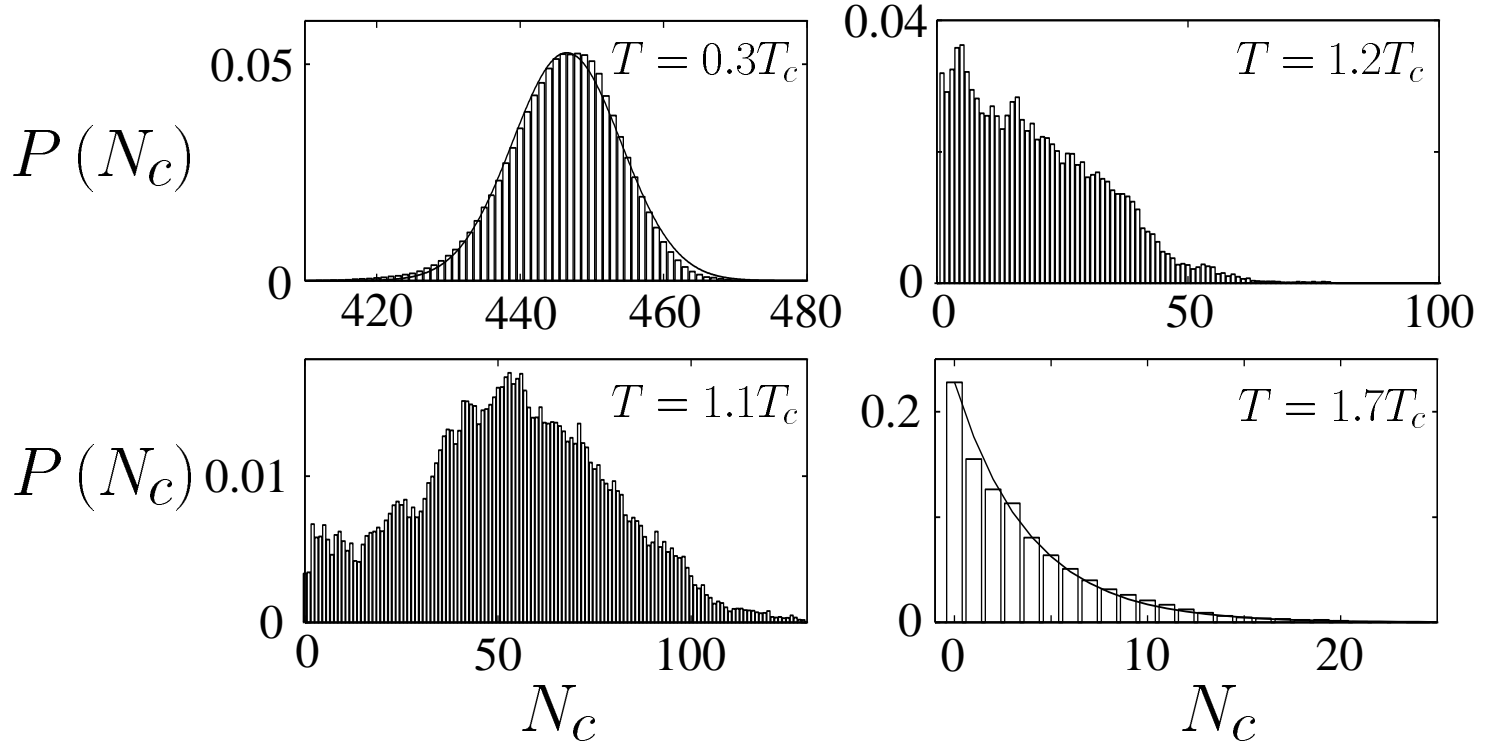 0.05
T = 0.3T_c
P(N_c)
0
420 440 460 480
0.04
T = 1.2T_c
0
0 50 100
T = 1.1T_c
P(N_c)
0.01
0
0 50 100
N_c
T = 1.7T_c
0.2
0
0 10 20
N_c